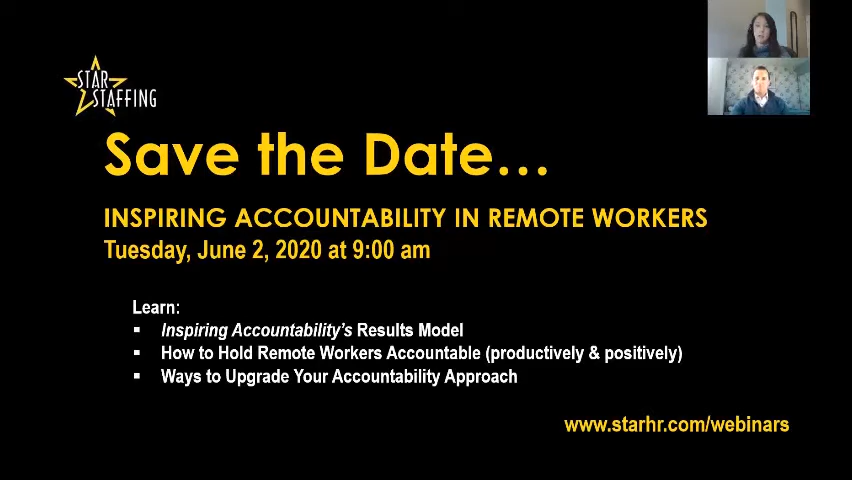 STAR
STAFFING
Save the Date…
INSPIRING ACCOUNTABILITY IN REMOTE WORKERS
Tuesday, June 2, 2020 at 9:00 am
Learn:
▪ Inspiring Accountability's Results Model
▪ How to Hold Remote Workers Accountable (productively & positively)
▪ Ways to Upgrade Your Accountability Approach
www.starhr.com/webinars